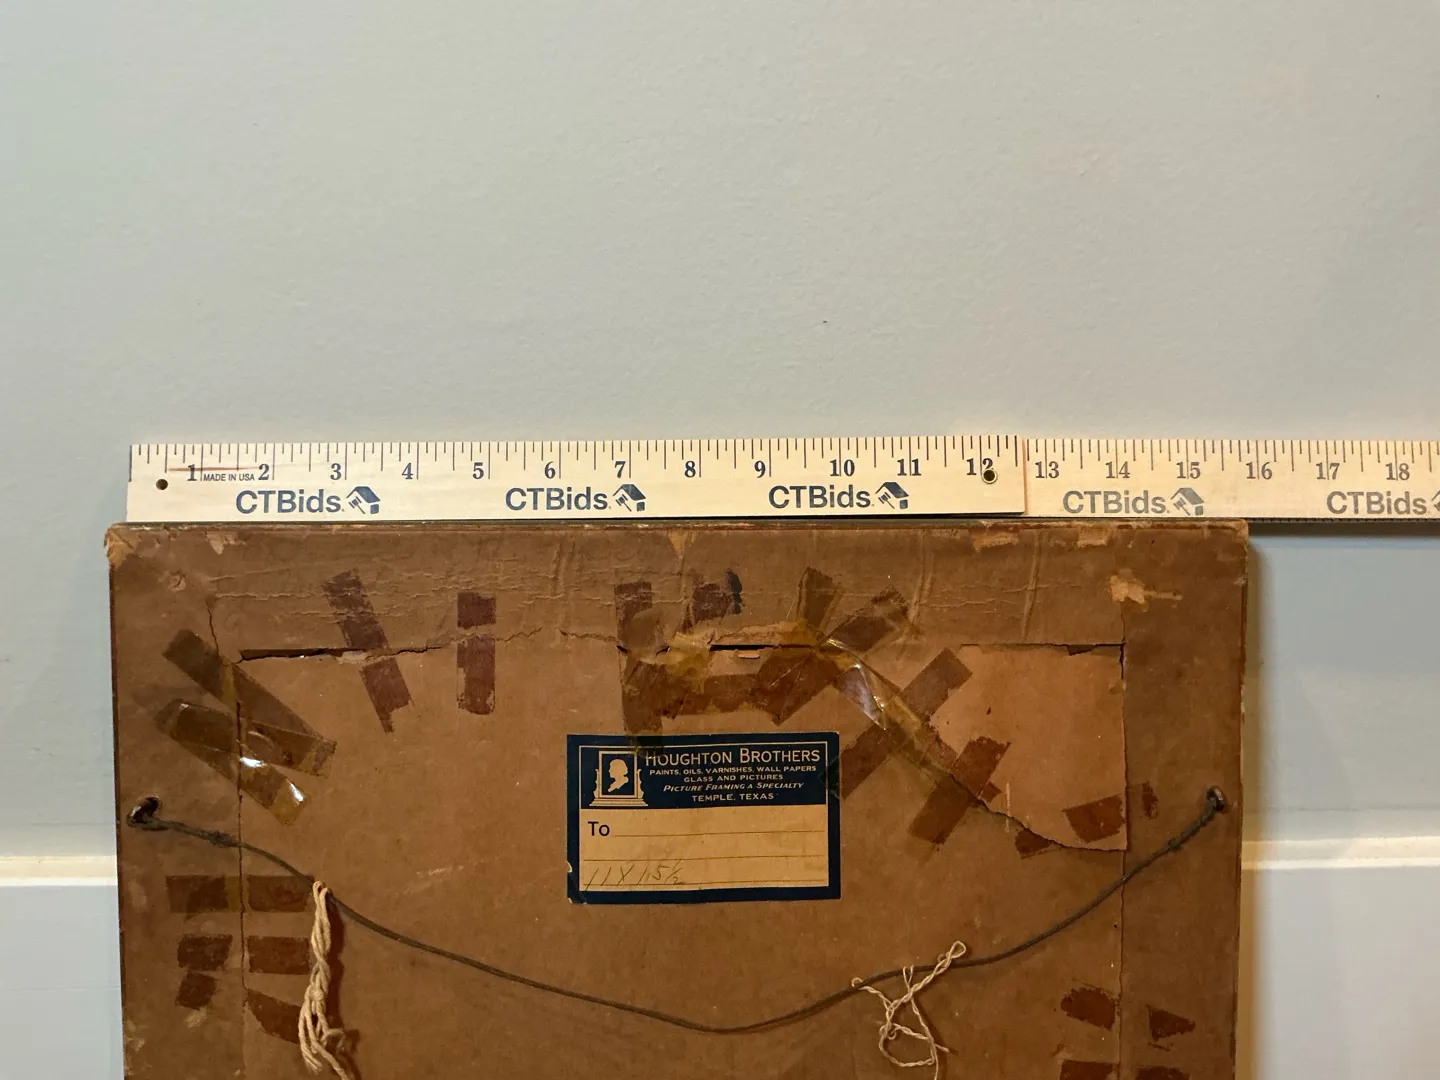 1 2 3 4 5 6 7 8 9 10 11 12 13 14 15 16 17 18
MADE IN USA
CTBids CTBids CTBids CTBids CTBids
HOUGHTON BROTHERS
PAINTS, OILS, VARNISHES, WALL PAPERS
GLASS AND PICTURES
PICTURE FRAMING A SPECIALTY
TEMPLE, TEXAS
To
11 X 15½